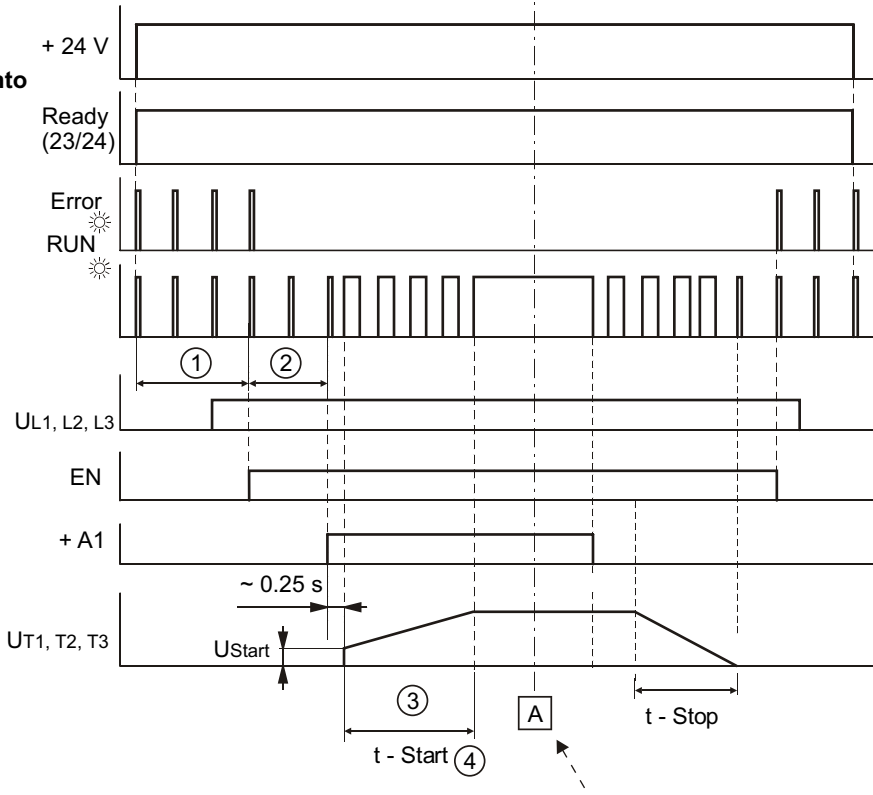 + 24 V
nto
Ready
(23/24)
Error
RUN
① ②
UL1, L2, L3
EN
+ A1
~ 0.25 s
UT1, T2, T3
UStart
③
A
t - Stop
t - Start ④